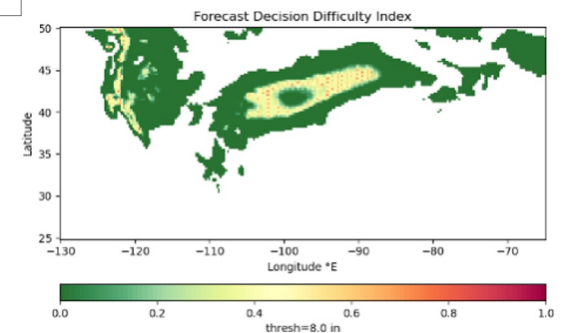 Forecast Decision Difficulty Index
50
45
40
35
30
25
Latitude
−130 −120 −110 −100 −90 −80 −70
Longitude °E
0.0 0.2 0.4 0.6 0.8 1.0
thresh=8.0 in